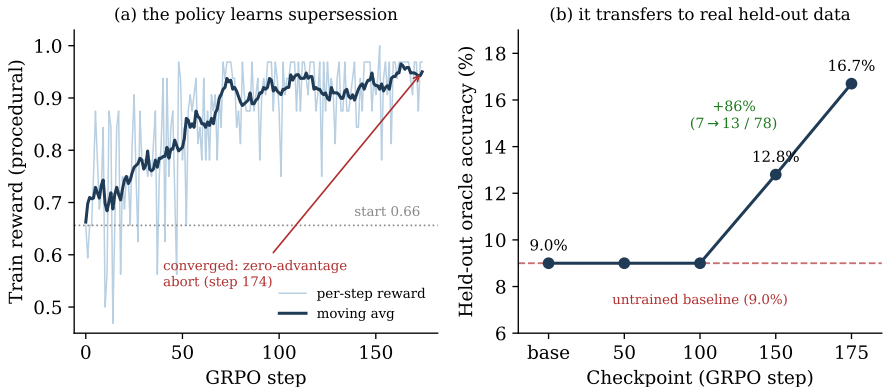 (a) the policy learns supersession
Train reward (procedural)
1.0
0.9
0.8
0.7
0.6
0.5
start 0.66
converged: zero-advantage
abort (step 174)
per-step reward
moving avg
0
50
100
150
GRPO step
(b) it transfers to real held-out data
Held-out oracle accuracy (%)
18
16
14
12
10
8
6
16.7%
+86%
(7→13 / 78)
12.8%
9.0%
untrained baseline (9.0%)
base
50
100
150
175
Checkpoint (GRPO step)